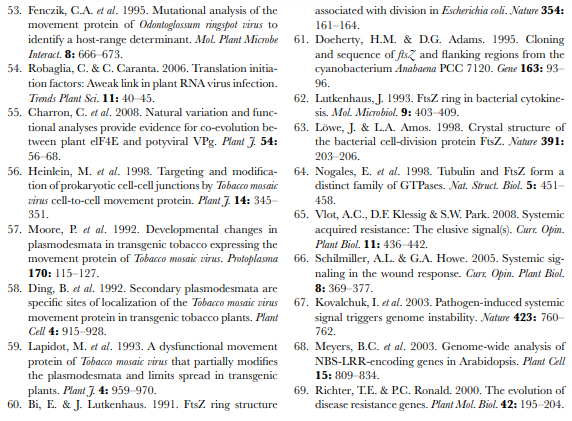 53. Fenczik, C.A. et al. 1995. Mutational analysis of the
movement protein of Odontoglossum ringspot virus to
identify a host-range determinant. Mol. Plant Microbe
Interact. 8: 666–673.
54. Robaglia, C. & C. Caranta. 2006. Translation initia-
tion factors: Aweak link in plant RNA virus infection.
Trends Plant Sci. 11: 40–45.
55. Charron, C. et al. 2008. Natural variation and func-
tional analyses provide evidence for co-evolution be-
tween plant elF4E and potyviral VPg. Plant J. 54:
56–68.
56. Heinlein, M. et al. 1998. Targeting and modifica-
tion of prokaryotic cell-cell junctions by Tobacco mosaic
virus cell-to-cell movement protein. Plant J. 14: 345–
351.
57. Moore, P. et al. 1992. Developmental changes in
plasmodesmata in transgenic tobacco expressing the
movement protein of Tobacco mosaic virus. Protoplasma
170: 115–127.
58. Ding, B. et al. 1992. Secondary plasmodesmata are
specific sites of localization of the Tobacco mosaic virus
movement protein in transgenic tobacco plants. Plant
Cell 4: 915–928.
59. Lapidot, M. et al. 1993. A dysfunctional movement
protein of Tobacco mosaic virus that partially modifies
the plasmodesmata and limits spread in transgenic
plants. Plant J. 4: 959–970.
60. Bi, E. & J. Lutkenhaus. 1991. FtsZ ring structure
associated with division in Escherichia coli. Nature 354:
161–164.
61. Doeherty, H.M. & D.G. Adams. 1995. Cloning
and sequence of ftsZ and flanking regions from the
cyanobacterium Anabaena PCC 7120. Gene 163: 93–
96.
62. Lutkenhaus, J. 1993. FtsZ ring in bacterial cytokine-
sis. Mol. Microbiol. 9: 403–409.
63. Löwe, J. & L.A. Amos. 1998. Crystal structure of
the bacterial cell-division protein FtsZ. Nature 391:
203–206.
64. Nogales, E. et al. 1998. Tubulin and FtsZ form a
distinct family of GTPases. Nat. Struct. Biol. 5: 451–
458.
65. Vlot, A.C., D.F. Klessig & S.W. Park. 2008. Systemic
acquired resistance: The elusive signal(s). Curr. Opin.
Plant Biol. 11: 436–442.
66. Schilmiller, A.L. & G.A. Howe. 2005. Systemic sig-
naling in the wound response. Curr. Opin. Plant Biol.
8: 369–377.
67. Kovalchuk, I. et al. 2003. Pathogen-induced systemic
signal triggers genome instability. Nature 423: 760–
762.
68. Meyers, B.C. et al. 2003. Genome-wide analysis of
NBS-LRR-encoding genes in Arabidopsis. Plant Cell
15: 809–834.
69. Richter, T.E. & P.C. Ronald. 2000. The evolution of
disease resistance genes. Plant Mol. Biol. 42: 195–204.